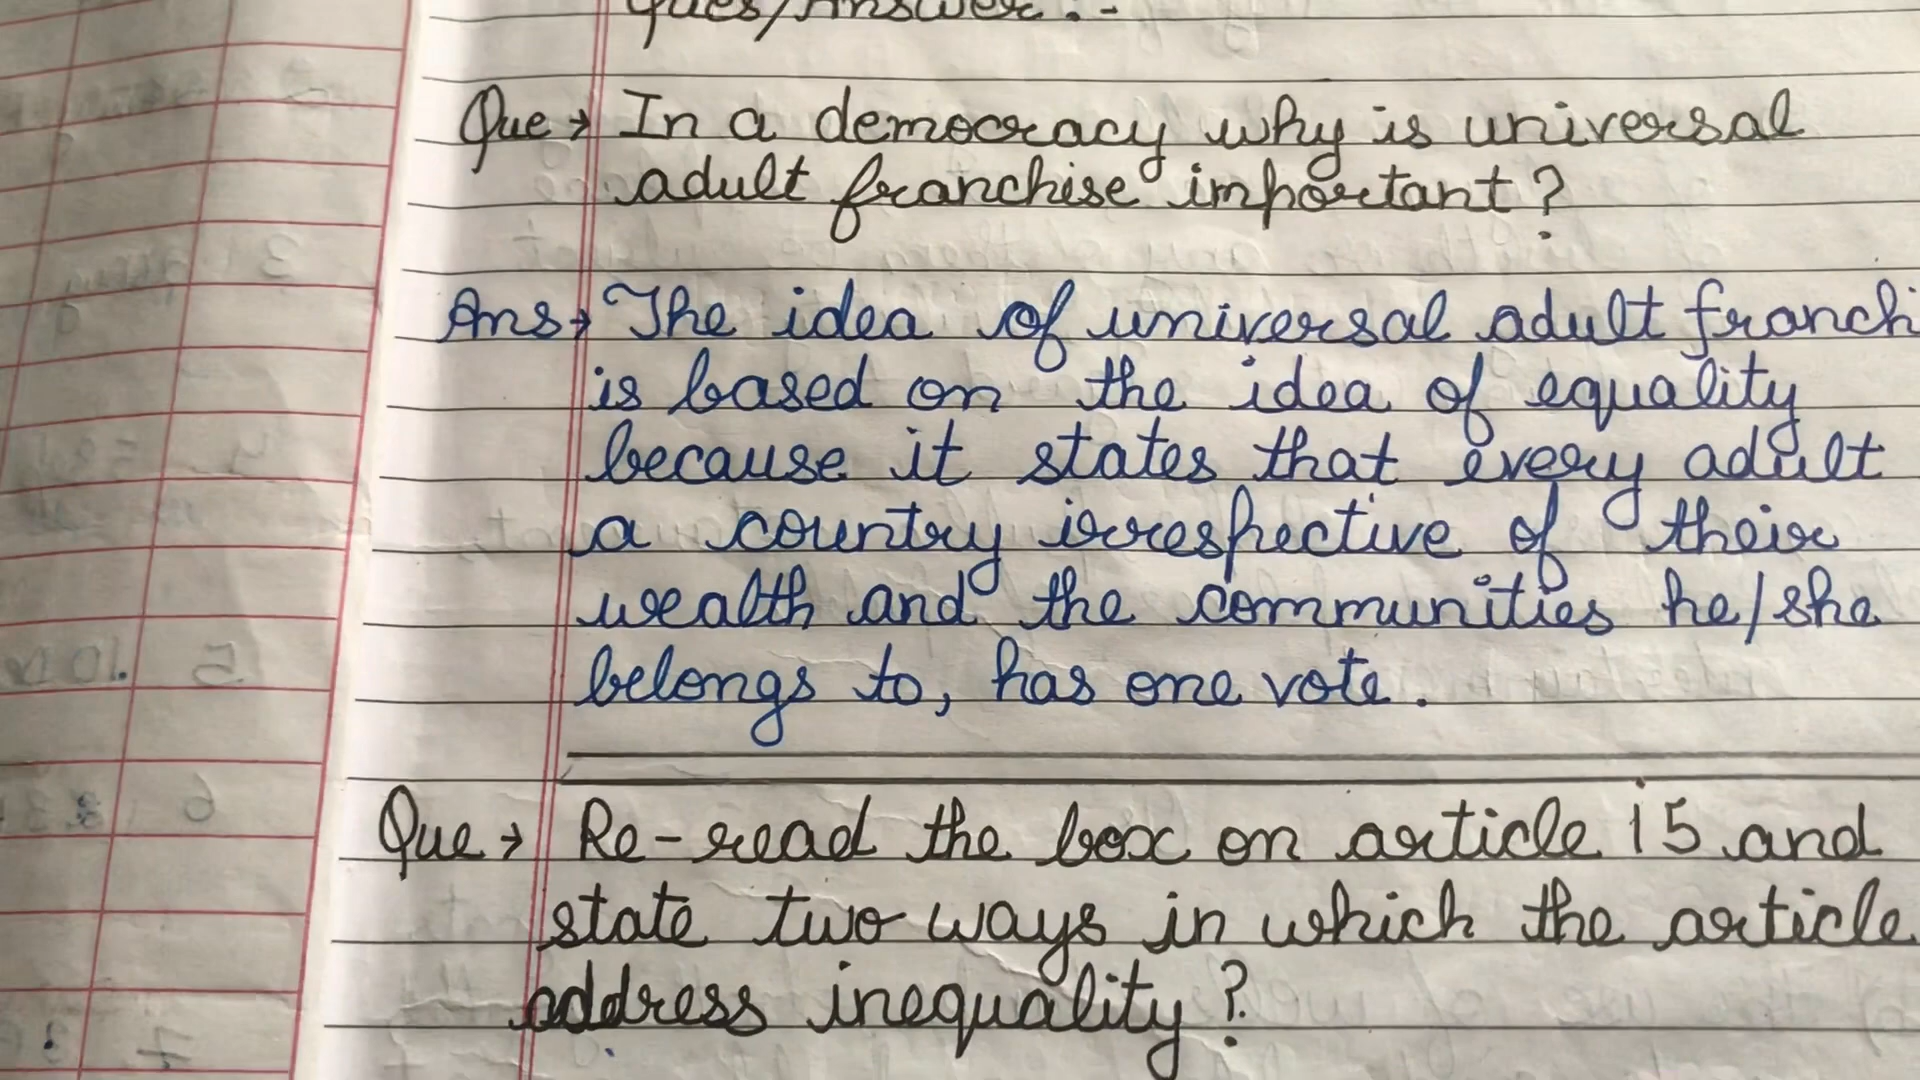 Ques/Answer:-
Que→ In a democracy why is universal
adult franchise important?
Ans→ The idea of universal adult franchi
is based on the idea of equality
because it states that every adult
a country irrespective of their
wealth and the communities he/she
belongs to, has one vote.
Que→ Re-read the box on article 15 and
state two ways in which the article
address inequality?